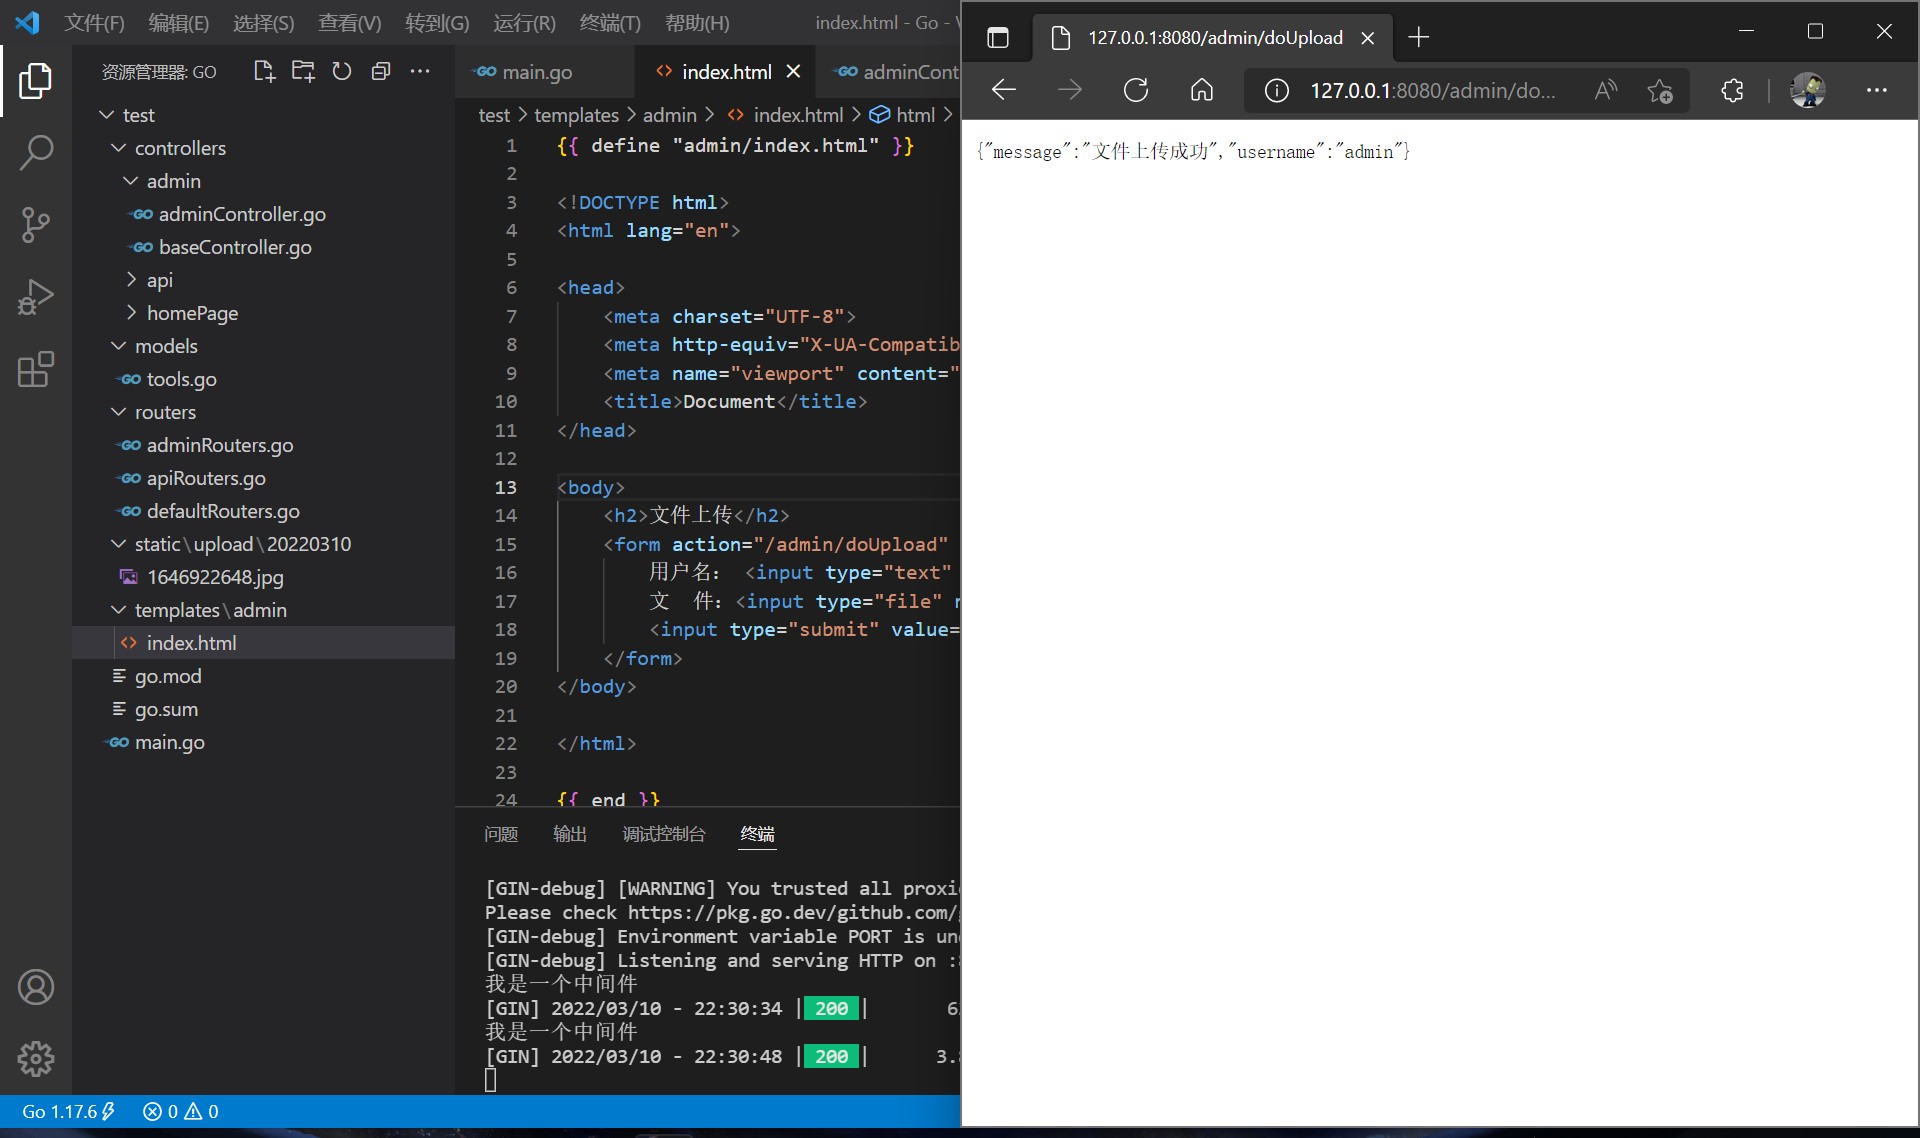 文件(F) 编辑(E) 选择(S) 查看(V) 转到(G) 运行(R) 终端(T) 帮助(H) index.html - Go -
资源管理器: GO
test
controllers
admin
adminController.go
baseController.go
api
homePage
models
tools.go
routers
adminRouters.go
apiRouters.go
defaultRouters.go
static\upload\20220310
1646922648.jpg
templates\admin
index.html
go.mod
go.sum
main.go
main.go index.html adminCont
test > templates > admin > index.html > html >
1 {{ define "admin/index.html" }}
2
3 <!DOCTYPE html>
4 <html lang="en">
5
6 <head>
7 <meta charset="UTF-8">
8 <meta http-equiv="X-UA-Compatib
9 <meta name="viewport" content="
10 <title>Document</title>
11 </head>
12
13 <body>
14 <h2>文件上传</h2>
15 <form action="/admin/doUpload"
16 用户名： <input type="text"
17 文 件：<input type="file"
18 <input type="submit" value=
19 </form>
20 </body>
21
22 </html>
23
24 {{ end }}
问题 输出 调试控制台 终端
[GIN-debug] [WARNING] You trusted all proxi
Please check https://pkg.go.dev/github.com/
[GIN-debug] Environment variable PORT is un
[GIN-debug] Listening and serving HTTP on :
我是一个中间件
[GIN] 2022/03/10 - 22:30:34 | 200 | 6
我是一个中间件
[GIN] 2022/03/10 - 22:30:48 | 200 | 3.
Go 1.17.6 0 0
127.0.0.1:8080/admin/doUpload
127.0.0.1:8080/admin/do...
{"message":"文件上传成功","username":"admin"}